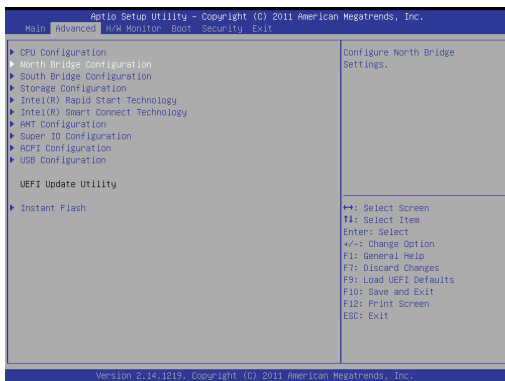 Aptio Setup Utility – Copyright (C) 2011 American Megatrends, Inc.
Main Advanced H/W Monitor Boot Security Exit
CPU Configuration
North Bridge Configuration
South Bridge Configuration
Storage Configuration
Intel(R) Rapid Start Technology
Intel(R) Smart Connect Technology
AMT Configuration
Super IO Configuration
ACPI Configuration
USB Configuration
UEFI Update Utility
Instant Flash
Configure North Bridge
Settings.
↔: Select Screen
↑↓: Select Item
Enter: Select
+/-: Change Option
F1: General Help
F7: Discard Changes
F9: Load UEFI Defaults
F10: Save and Exit
F12: Print Screen
ESC: Exit
Version 2.14.1219. Copyright (C) 2011 American Megatrends, Inc.